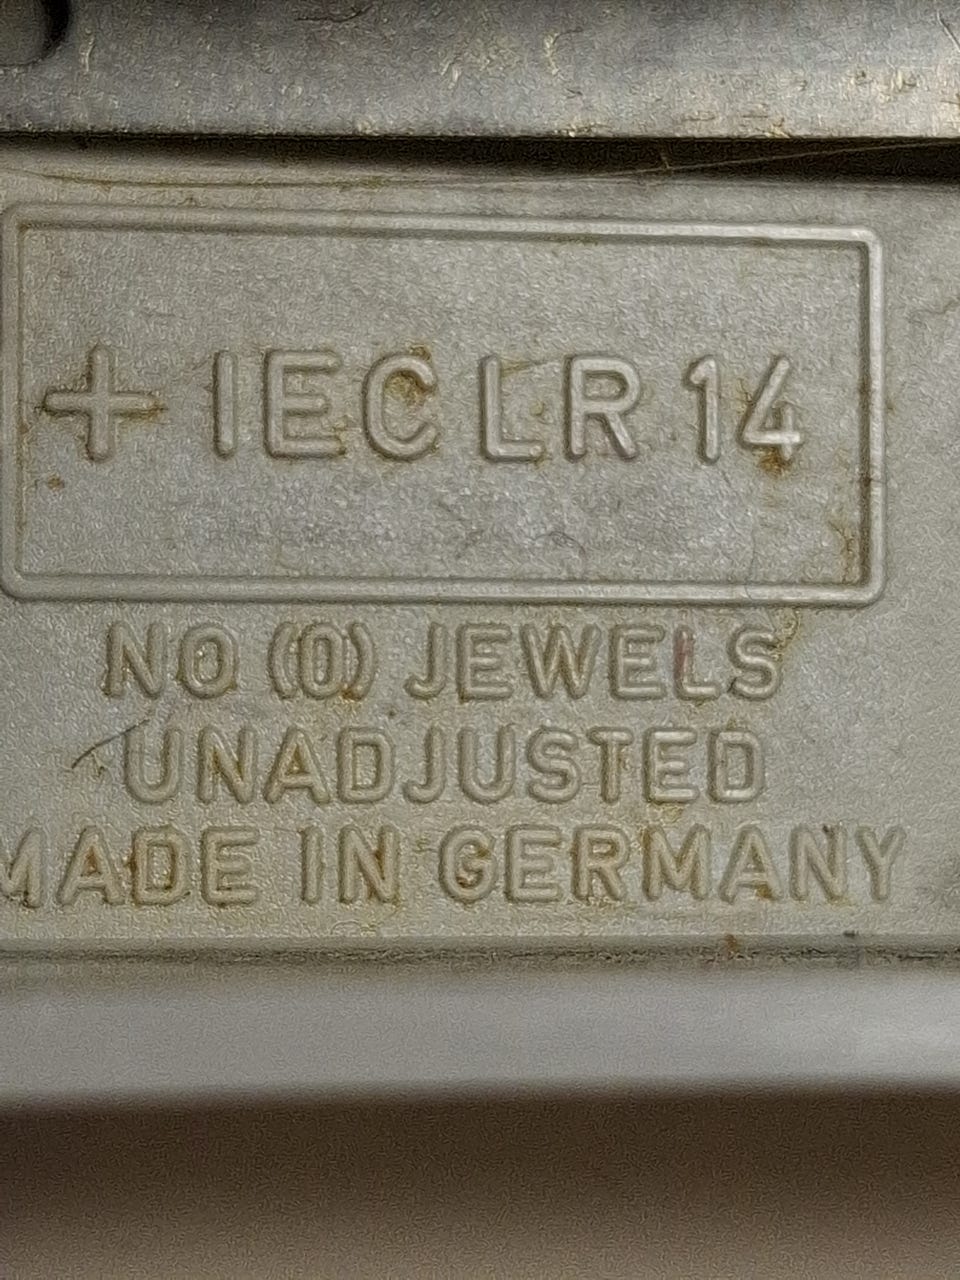 + IEC LR 14
NO (0) JEWELS
UNADJUSTED
MADE IN GERMANY